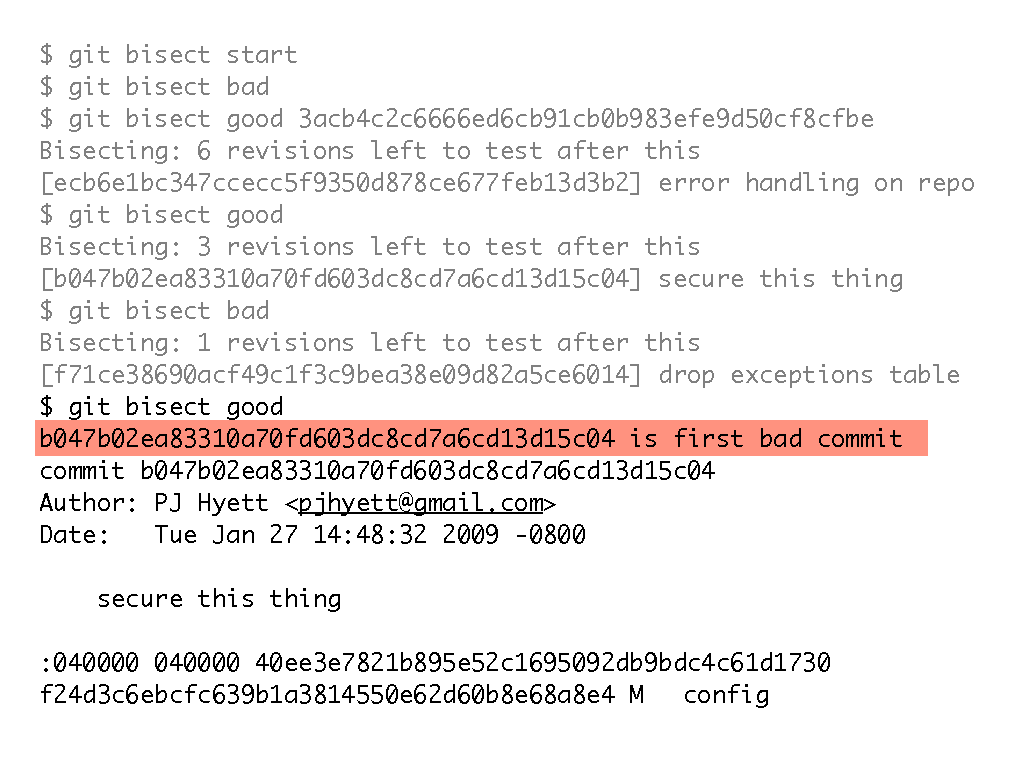 $ git bisect start
$ git bisect bad
$ git bisect good 3acb4c2c6666ed6cb91cb0b983efe9d50cf8cfbe
Bisecting: 6 revisions left to test after this
[ecb6e1bc347ccecc5f9350d878ce677feb13d3b2] error handling on repo
$ git bisect good
Bisecting: 3 revisions left to test after this
[b047b02ea83310a70fd603dc8cd7a6cd13d15c04] secure this thing
$ git bisect bad
Bisecting: 1 revisions left to test after this
[f71ce38690acf49c1f3c9bea38e09d82a5ce6014] drop exceptions table
$ git bisect good
b047b02ea83310a70fd603dc8cd7a6cd13d15c04 is first bad commit
commit b047b02ea83310a70fd603dc8cd7a6cd13d15c04
Author: PJ Hyett <pjhyett@gmail.com>
Date:   Tue Jan 27 14:48:32 2009 -0800
    secure this thing
:040000 040000 40ee3e7821b895e52c1695092db9bdc4c61d1730
f24d3c6ebcfc639b1a3814550e62d60b8e68a8e4 M   config